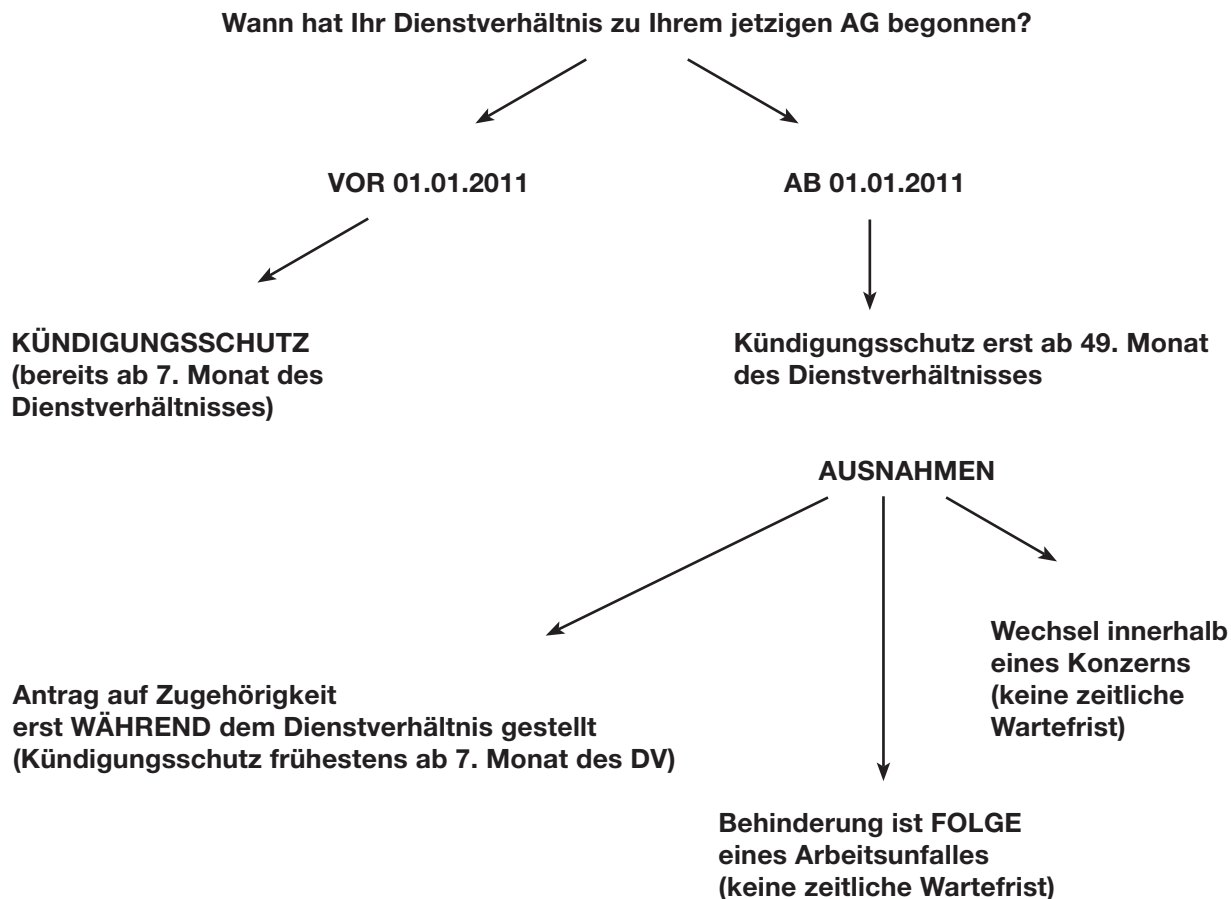 Wann hat Ihr Dienstverhältnis zu Ihrem jetzigen AG begonnen?
VOR 01.01.2011
AB 01.01.2011
KÜNDIGUNGSSCHUTZ
(bereits ab 7. Monat des
Dienstverhältnisses)
Kündigungsschutz erst ab 49. Monat
des Dienstverhältnisses
AUSNAHMEN
Antrag auf Zugehörigkeit
erst WÄHREND dem Dienstverhältnis gestellt
(Kündigungsschutz frühestens ab 7. Monat des DV)
Behinderung ist FOLGE
eines Arbeitsunfalles
(keine zeitliche Wartefrist)
Wechsel innerhalb
eines Konzerns
(keine zeitliche
Wartefrist)